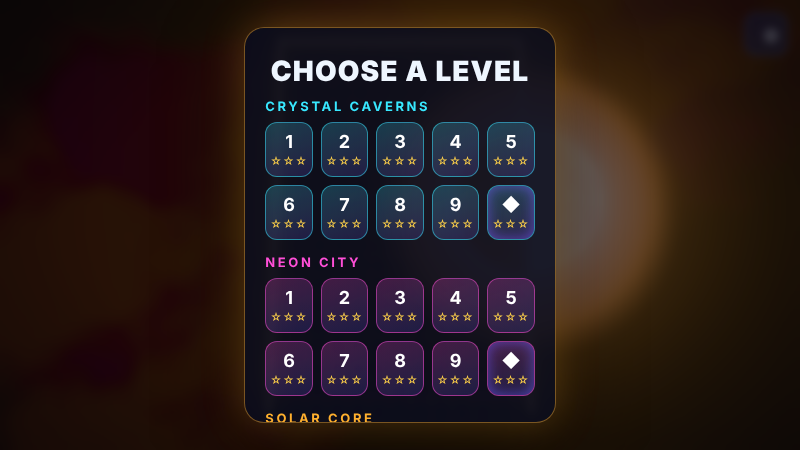 CHOOSE A LEVEL
CRYSTAL CAVERNS
1 2 3 4 5
☆☆☆ ☆☆☆ ☆☆☆ ☆☆☆ ☆☆☆
6 7 8 9 ◆
☆☆☆ ☆☆☆ ☆☆☆ ☆☆☆ ☆☆☆
NEON CITY
1 2 3 4 5
☆☆☆ ☆☆☆ ☆☆☆ ☆☆☆ ☆☆☆
6 7 8 9 ◆
☆☆☆ ☆☆☆ ☆☆☆ ☆☆☆ ☆☆☆
SOLAR CORE